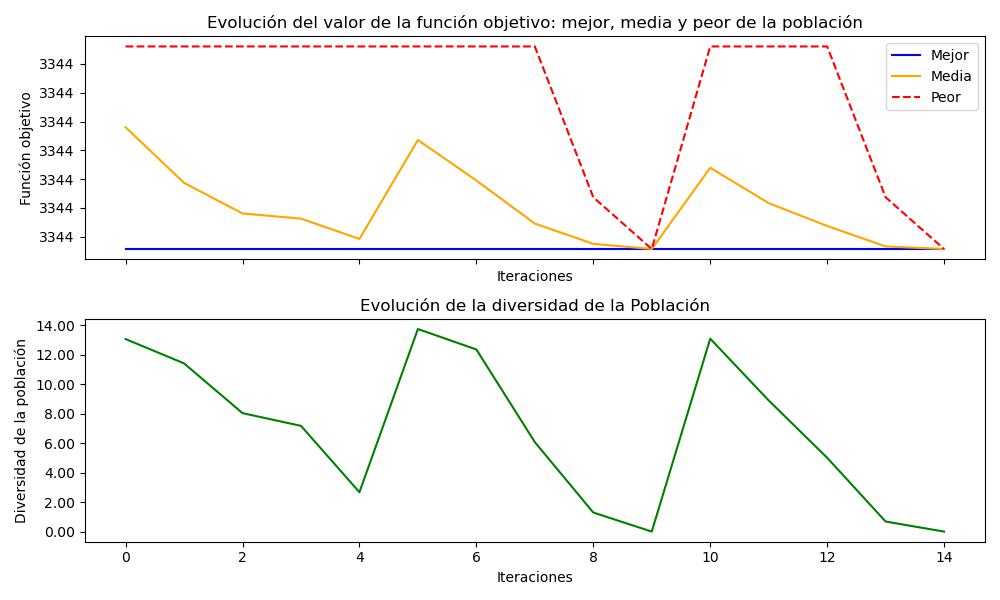 Evolución del valor de la función objetivo: mejor, media y peor de la población
3344
3344
3344
3344
3344
3344
3344
Función objetivo
Mejor
Media
Peor
Iteraciones
Evolución de la diversidad de la Población
14.00
12.00
10.00
8.00
6.00
4.00
2.00
0.00
Diversidad de la población
0 2 4 6 8 10 12 14
Iteraciones